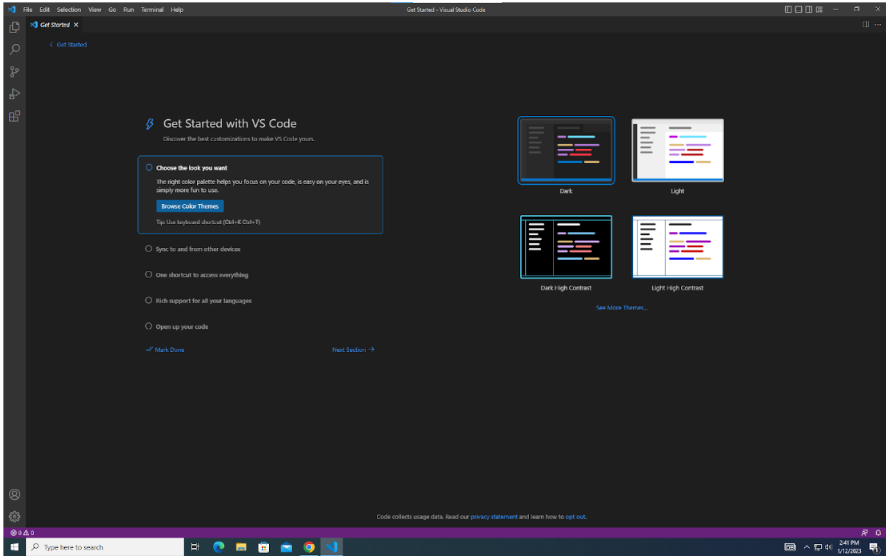 File Edit Selection View Go Run Terminal Help
Get Started - Visual Studio Code
Get Started
Get Started
Get Started with VS Code
Discover the best customizations to make VS Code yours.
Choose the look you want
The right color palette helps you focus on your code, is easy on your eyes, and is
simply more fun to use.
Browse Color Themes
Tip: Use keyboard shortcut (Ctrl+K Ctrl+T)
Sync to and from other devices
One shortcut to access everything
Rich support for all your languages
Open up your code
Mark Done
Next Section
Dark
Light
Dark High Contrast
Light High Contrast
See More Themes...
Code collects usage data. Read our privacy statement and learn how to opt out.
0 0
Type here to search
2:41 PM
1/12/2023